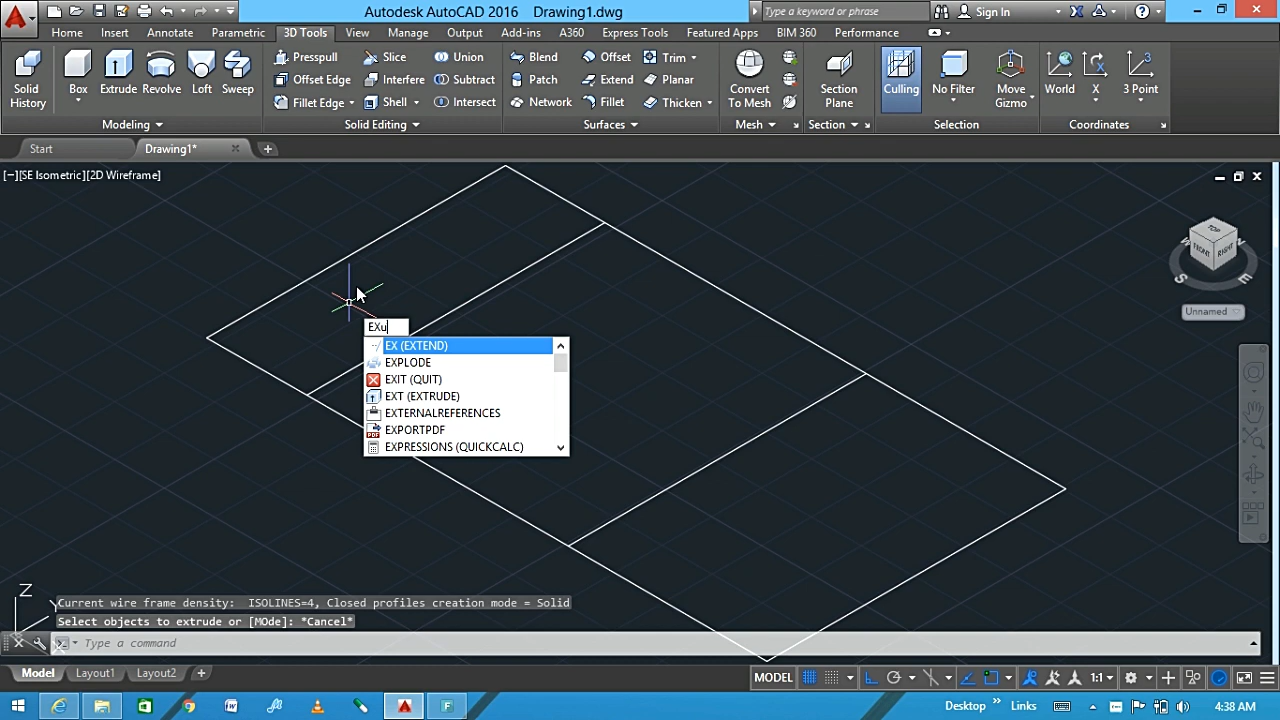 Autodesk AutoCAD 2016 Drawing1.dwg
Type a keyword or phrase
Sign In
Home Insert Annotate Parametric 3D Tools View Manage Output Add-ins A360 Express Tools Featured Apps BIM 360 Performance
Solid History
Box
Extrude
Revolve
Loft
Sweep
Modeling
Presspull
Offset Edge
Fillet Edge
Slice
Interfere
Shell
Union
Subtract
Intersect
Solid Editing
Blend
Patch
Network
Offset
Extend
Fillet
Trim
Planar
Thicken
Surfaces
Convert To Mesh
Mesh
Section Plane
Section
Culling
No Filter
Move Gizmo
Selection
World
X
3 Point
Coordinates
Start
Drawing1*
[−][SE Isometric][2D Wireframe]
TOP
FRONT
RIGHT
W
N
S
E
Unnamed
EXu
EX (EXTEND)
EXPLODE
EXIT (QUIT)
EXT (EXTRUDE)
EXTERNALREFERENCES
EXPORTPDF
EXPRESSIONS (QUICKCALC)
Z
Y
Current wire frame density: ISOLINES=4, Closed profiles creation mode = Solid
Select objects to extrude or [MOde]: *Cancel*
Type a command
Model Layout1 Layout2
MODEL
1:1
Desktop
Links
4:38 AM